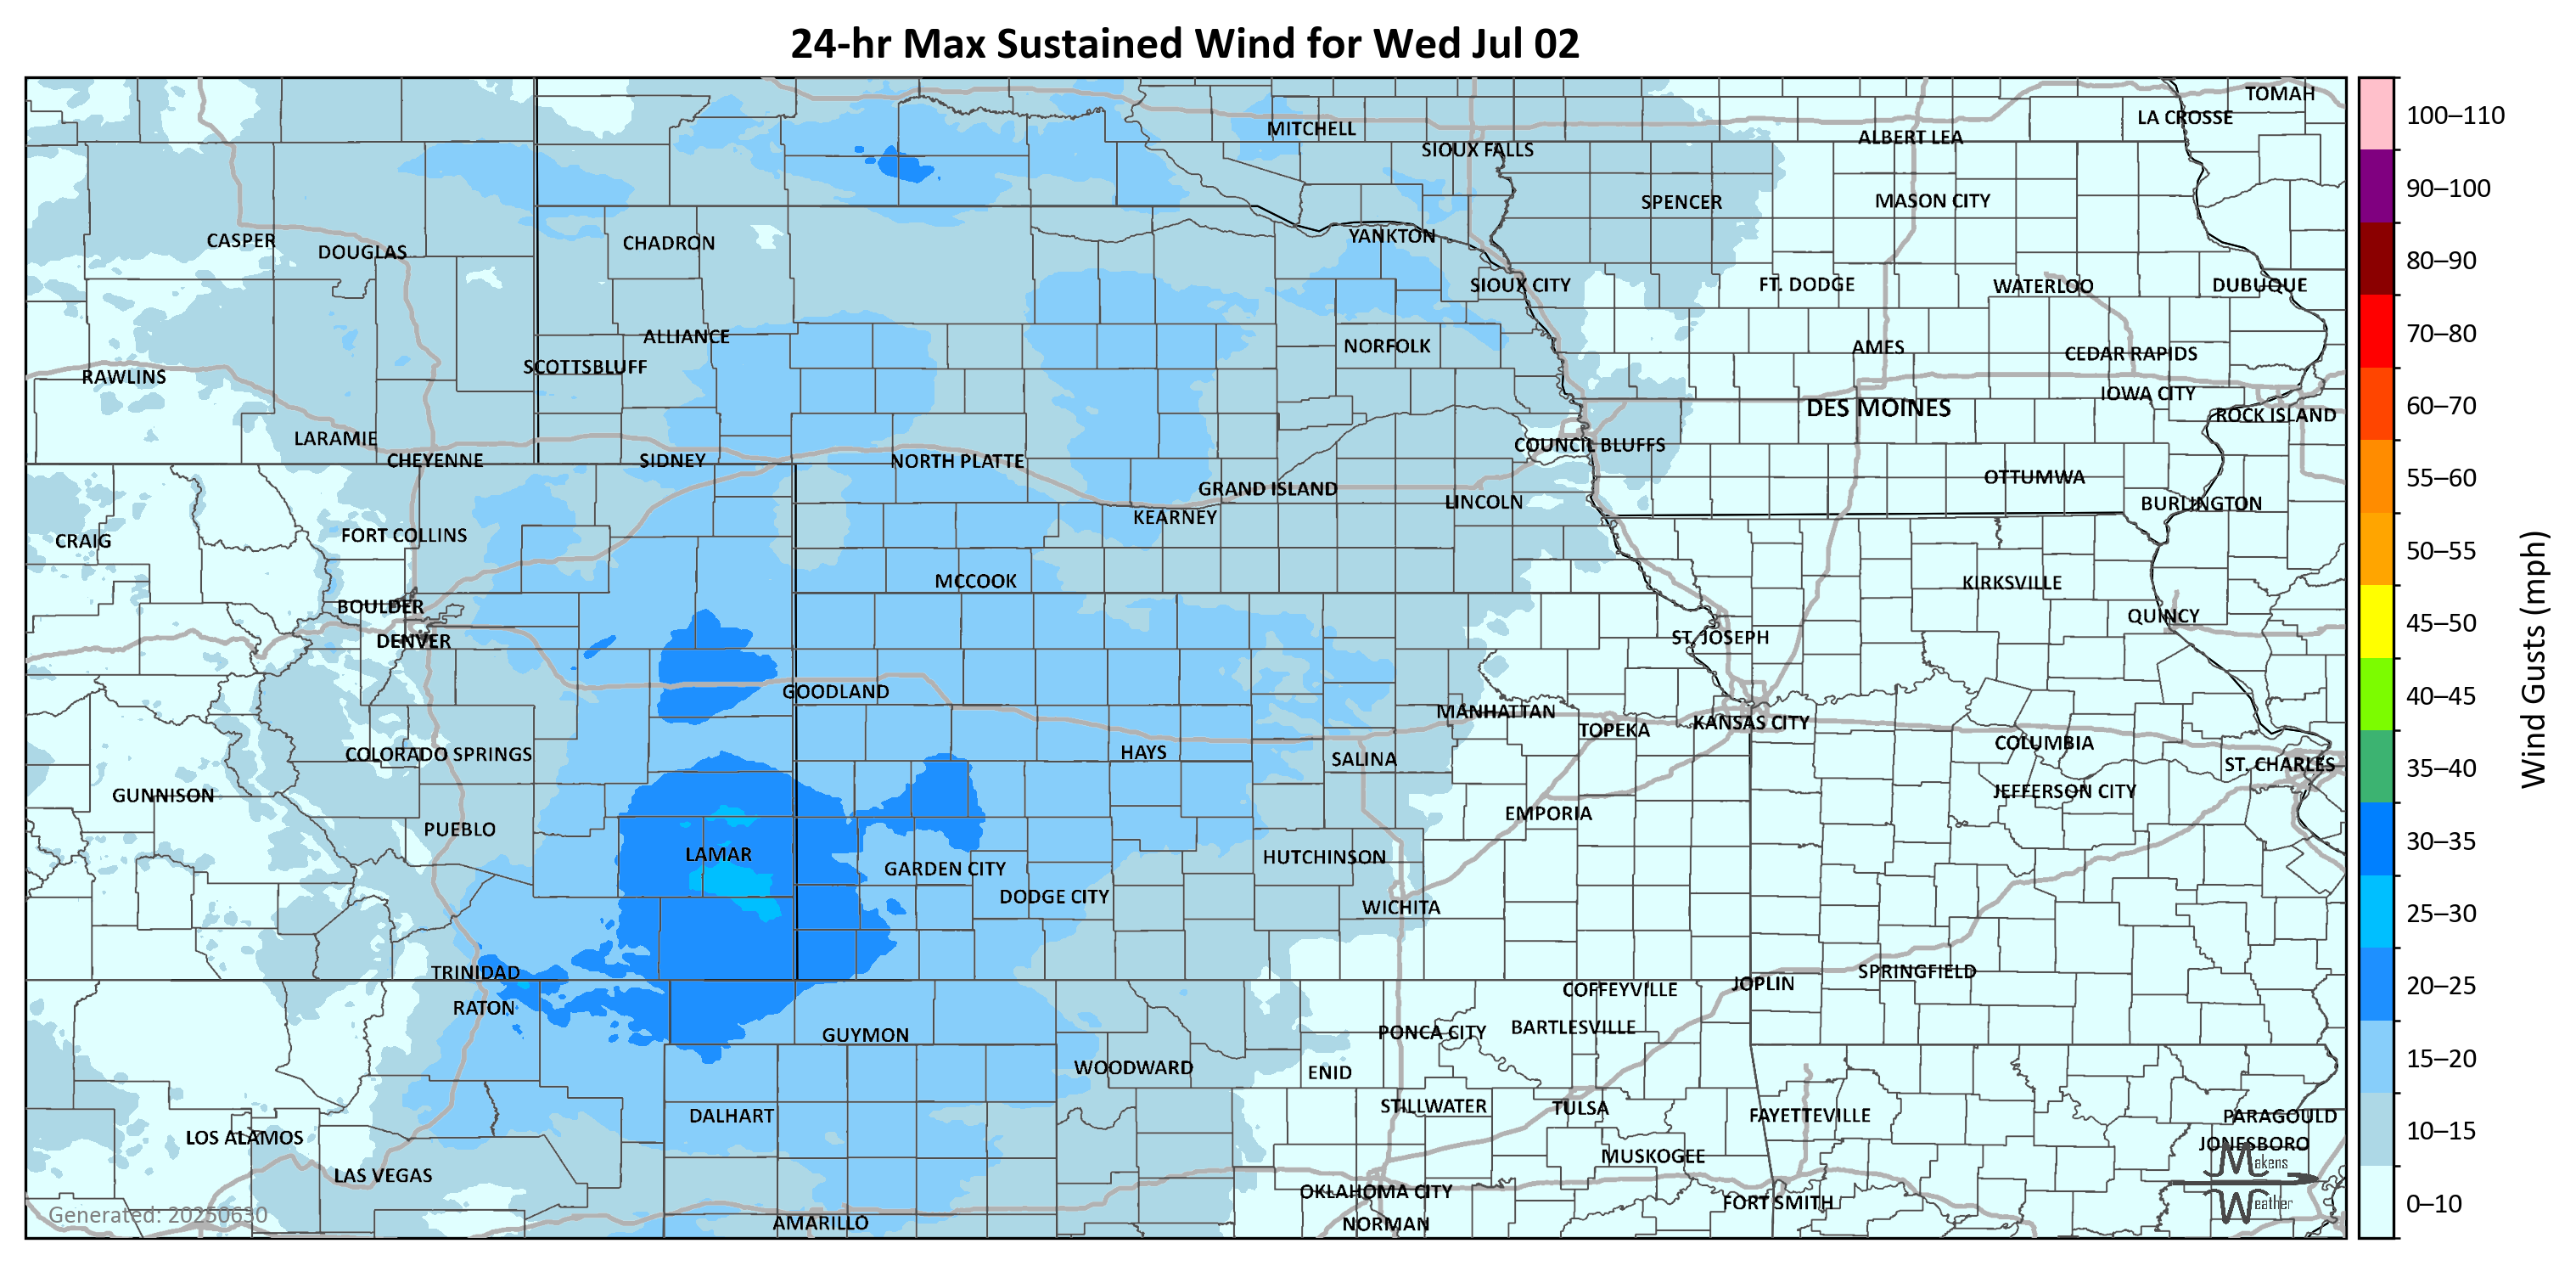 24-hr Max Sustained Wind for Wed Jul 02
TOMAH
LA CROSSE
MITCHELL
ALBERT LEA
SIOUX FALLS
SPENCER
MASON CITY
CASPER
DOUGLAS
CHADRON
YANKTON
SIOUX CITY
FT. DODGE
WATERLOO
DUBUQUE
ALLIANCE
NORFOLK
AMES
CEDAR RAPIDS
SCOTTSBLUFF
RAWLINS
IOWA CITY
DES MOINES
ROCK ISLAND
LARAMIE
COUNCIL BLUFFS
CHEYENNE
SIDNEY
NORTH PLATTE
OTTUMWA
GRAND ISLAND
LINCOLN
BURLINGTON
KEARNEY
CRAIG
FORT COLLINS
MCCOOK
KIRKSVILLE
BOULDER
QUINCY
DENVER
ST. JOSEPH
GOODLAND
MANHATTAN
TOPEKA
KANSAS CITY
COLUMBIA
COLORADO SPRINGS
HAYS
SALINA
ST. CHARLES
GUNNISON
JEFFERSON CITY
EMPORIA
PUEBLO
LAMAR
HUTCHINSON
GARDEN CITY
DODGE CITY
WICHITA
TRINIDAD
SPRINGFIELD
JOPLIN
COFFEYVILLE
RATON
BARTLESVILLE
PONCA CITY
GUYMON
WOODWARD
ENID
STILLWATER
TULSA
DALHART
FAYETTEVILLE
PARAGOULD
LOS ALAMOS
JONESBORO
MUSKOGEE
LAS VEGAS
OKLAHOMA CITY
FORT SMITH
AMARILLO
NORMAN
Generated: 20250630
Makens
Weather
100–110
90–100
80–90
70–80
60–70
55–60
50–55
45–50
40–45
35–40
30–35
25–30
20–25
15–20
10–15
0–10
Wind Gusts (mph)